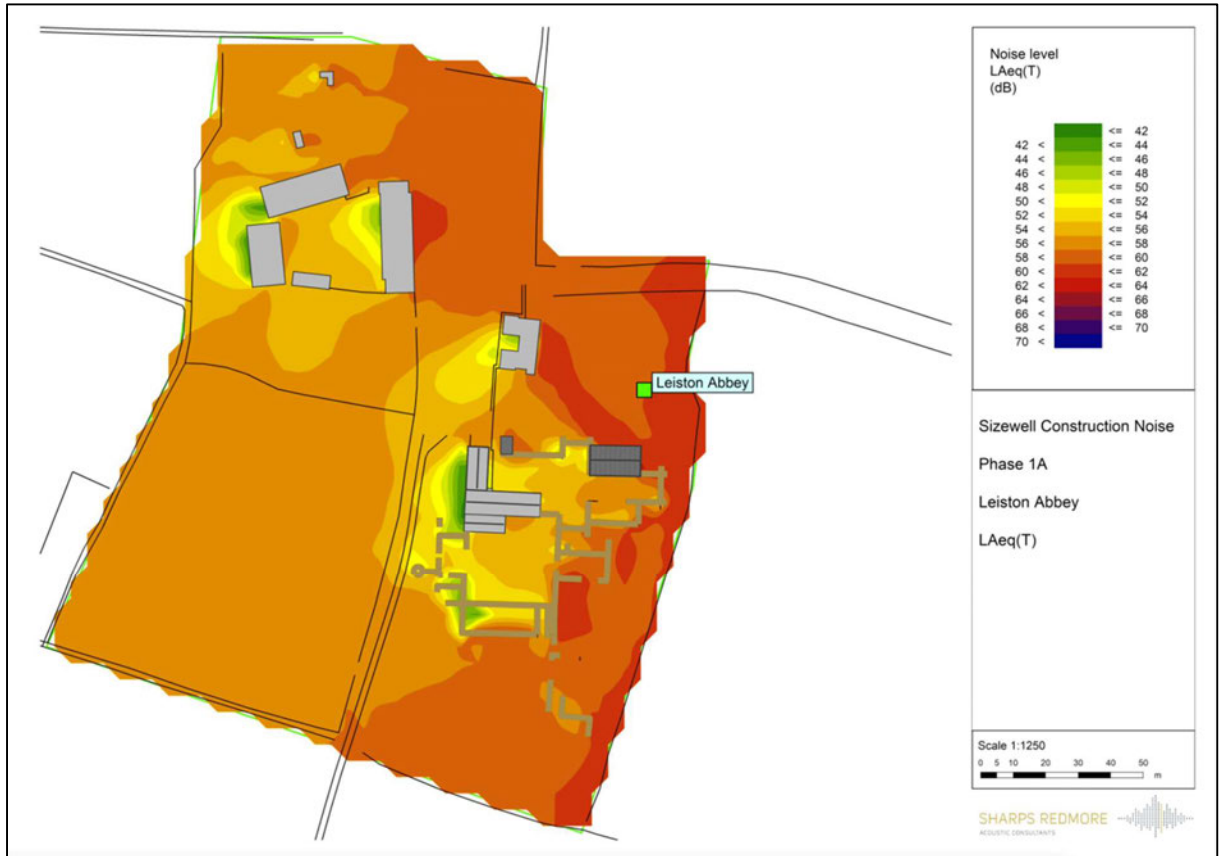 Noise level
LAeq(T)
(dB)
<= 42
42 < <= 44
44 < <= 46
46 < <= 48
48 < <= 50
50 < <= 52
52 < <= 54
54 < <= 56
56 < <= 58
58 < <= 60
60 < <= 62
62 < <= 64
64 < <= 66
66 < <= 68
68 < <= 70
70 <
Leiston Abbey
Sizewell Construction Noise
Phase 1A
Leiston Abbey
LAeq(T)
Scale 1:1250
0 5 10 20 30 40 50
m
SHARPS REDMORE
ACOUSTIC CONSULTANTS